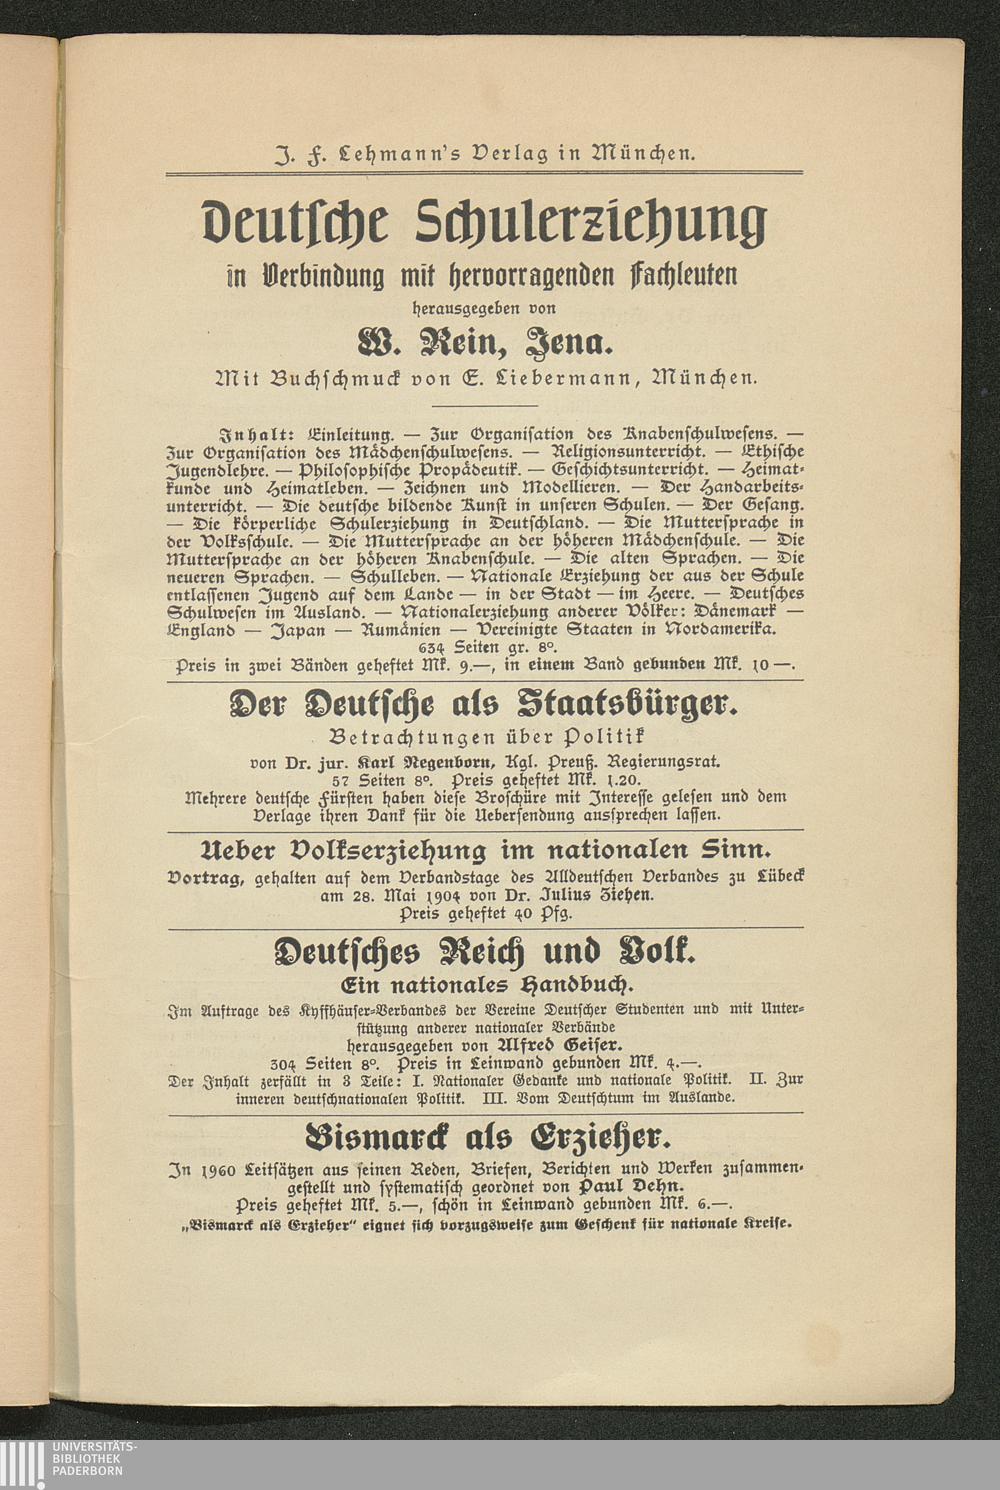 J. F. Lehmann's Verlag in München.
Deutsche Schulerziehung
in Verbindung mit hervorragenden Fachleuten
herausgegeben von
W. Rein, Jena.
Mit Buchschmuck von E. Liebermann, München.
Inhalt: Einleitung. — Zur Organisation des Knabenschulwesens. —
Zur Organisation des Mädchenschulwesens. — Religionsunterricht. — Ethische
Jugendlehre. — Philosophische Propädeutik. — Geschichtsunterricht. — Heimat-
kunde und Heimatleben. — Zeichnen und Modellieren. — Der Handarbeits-
unterricht. — Die deutsche bildende Kunst in unseren Schulen. — Der Gesang.
— Die körperliche Schulerziehung in Deutschland. — Die Muttersprache in
der Volksschule. — Die Muttersprache an der höheren Mädchenschule. — Die
Muttersprache an der höheren Knabenschule. — Die alten Sprachen. — Die
neueren Sprachen. — Schulleben. — Nationale Erziehung der aus der Schule
entlassenen Jugend auf dem Lande — in der Stadt — im Heere. — Deutsches
Schulwesen im Ausland. — Nationalerziehung anderer Völker: Dänemark —
England — Japan — Rumänien — Vereinigte Staaten in Nordamerika.
634 Seiten gr. 8°.
Preis in zwei Bänden geheftet Mk. 9.—, in einem Band gebunden Mk. 10 —.
Der Deutsche als Staatsbürger.
Betrachtungen über Politik
von Dr. jur. Karl Negenborn, Kgl. Preuß. Regierungsrat.
57 Seiten 8°. Preis geheftet Mk. 1.20.
Mehrere deutsche Fürsten haben diese Broschüre mit Interesse gelesen und dem
Verlage ihren Dank für die Uebersendung aussprechen lassen.
Ueber Volkserziehung im nationalen Sinn.
Vortrag, gehalten auf dem Verbandstage des Alldeutschen Verbandes zu Lübeck
am 28. Mai 1904 von Dr. Julius Ziehen.
Preis geheftet 40 Pfg.
Deutsches Reich und Volk.
Ein nationales Handbuch.
Im Auftrage des Kyffhäuser-Verbandes der Vereine Deutscher Studenten und mit Unter-
stützung anderer nationaler Verbände
herausgegeben von Alfred Geiser.
304 Seiten 8°. Preis in Leinwand gebunden Mk. 4.—.
Der Inhalt zerfällt in 3 Teile: I. Nationaler Gedanke und nationale Politik. II. Zur
inneren deutschnationalen Politik. III. Vom Deutschtum im Auslande.
Bismarck als Erzieher.
In 1960 Leitsätzen aus seinen Reden, Briefen, Berichten und Werken zusammen-
gestellt und systematisch geordnet von Paul Dehn.
Preis geheftet Mk. 5.—, schön in Leinwand gebunden Mk. 6.—.
„Bismarck als Erzieher" eignet sich vorzugsweise zum Geschenk für nationale Kreise.
UNIVERSITÄTS-
BIBLIOTHEK
PADERBORN